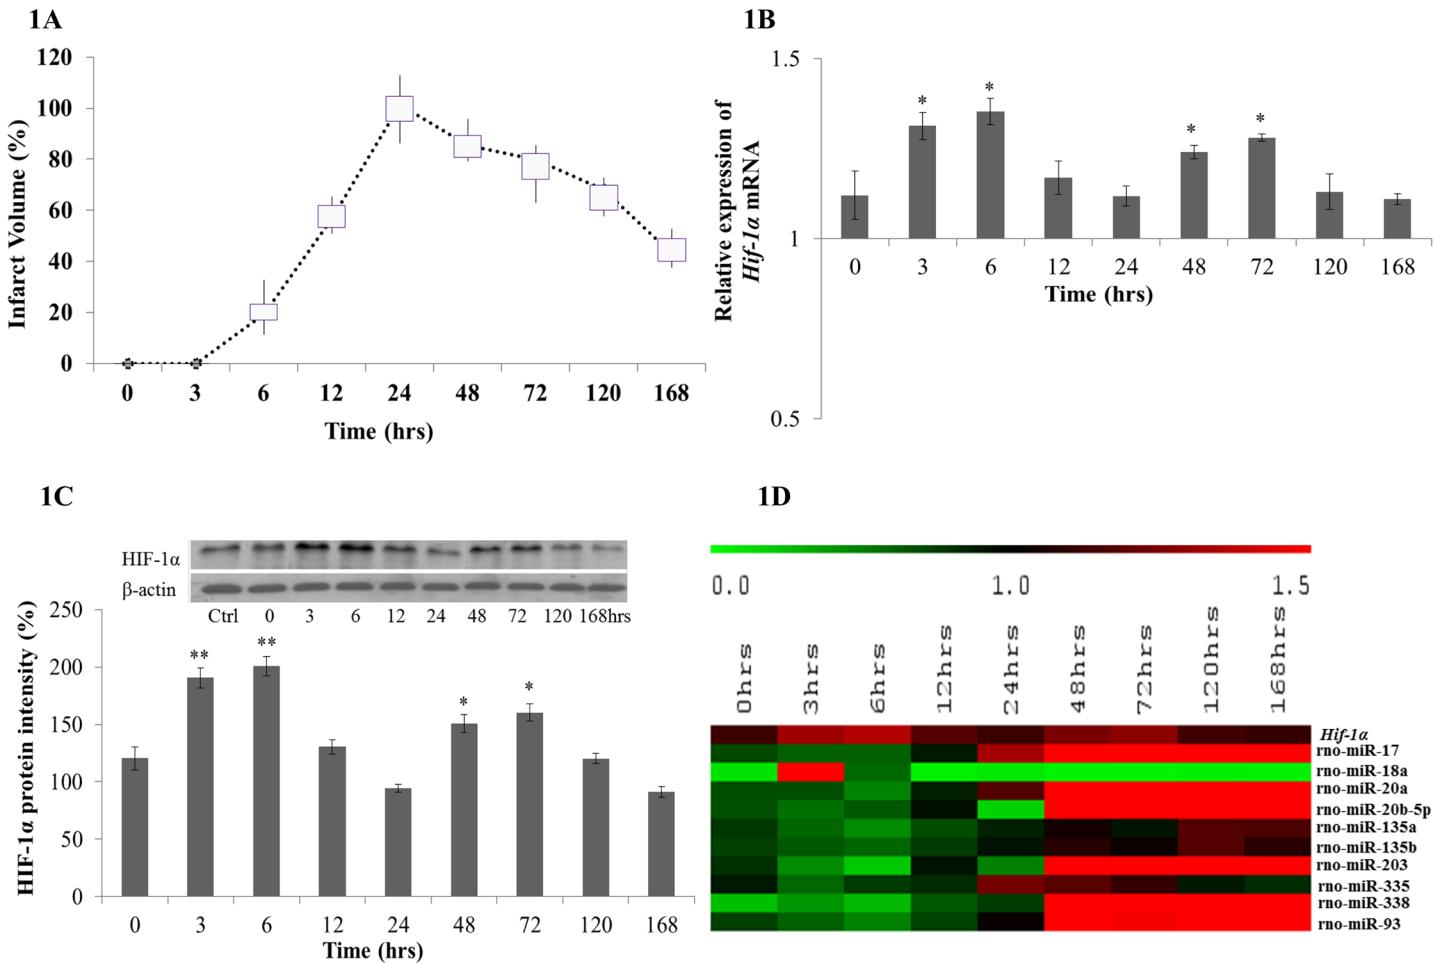 1A
120
100
80
60
40
20
0
Infarct Volume (%)
0 3 6 12 24 48 72 120 168
Time (hrs)
1B
1.5
1
0.5
Relative expression of
Hif-1α mRNA
* * * *
0 3 6 12 24 48 72 120 168
Time (hrs)
1C
HIF-1α
β-actin
Ctrl 0 3 6 12 24 48 72 120 168hrs
250
200
150
100
50
0
HIF-1α protein intensity (%)
** ** * *
0 3 6 12 24 48 72 120 168
Time (hrs)
1D
0.0 1.0 1.5
0hrs 3hrs 6hrs 12hrs 24hrs 48hrs 72hrs 120hrs 168hrs
Hif-1α
rno-miR-17
rno-miR-18a
rno-miR-20a
rno-miR-20b-5p
rno-miR-135a
rno-miR-135b
rno-miR-203
rno-miR-335
rno-miR-338
rno-miR-93